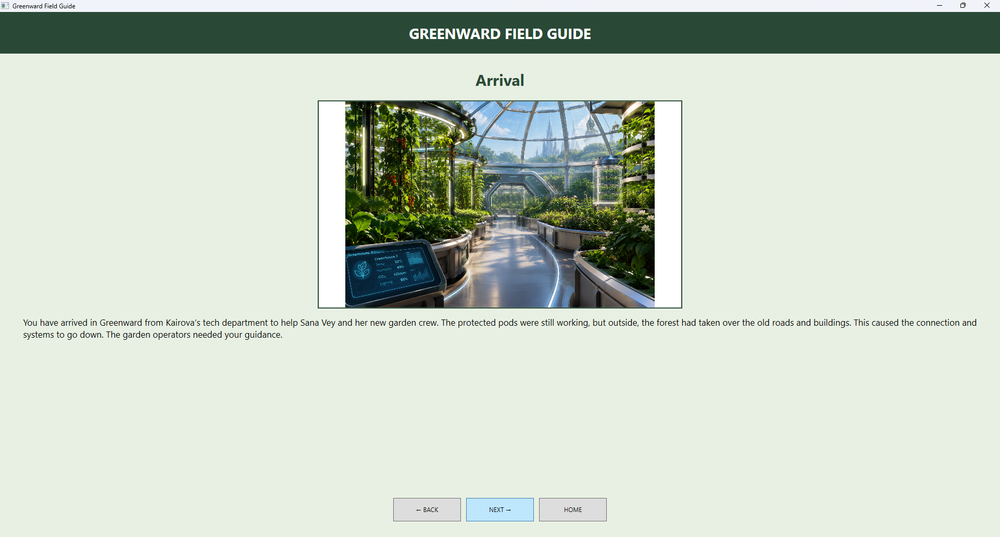 Greenward Field Guide
GREENWARD FIELD GUIDE
Arrival
Greenhouse 3
Greenhouse 3
Temp 22°C
Humidity 60%
CO₂ 420 ppm
Lighting 85%
You have arrived in Greenward from Kairova’s tech department to help Sana Vey and her new garden crew. The protected pods were still working, but outside, the forest had taken over the old roads and buildings. This caused the connection and
systems to go down. The garden operators needed your guidance.
← BACK
NEXT →
HOME